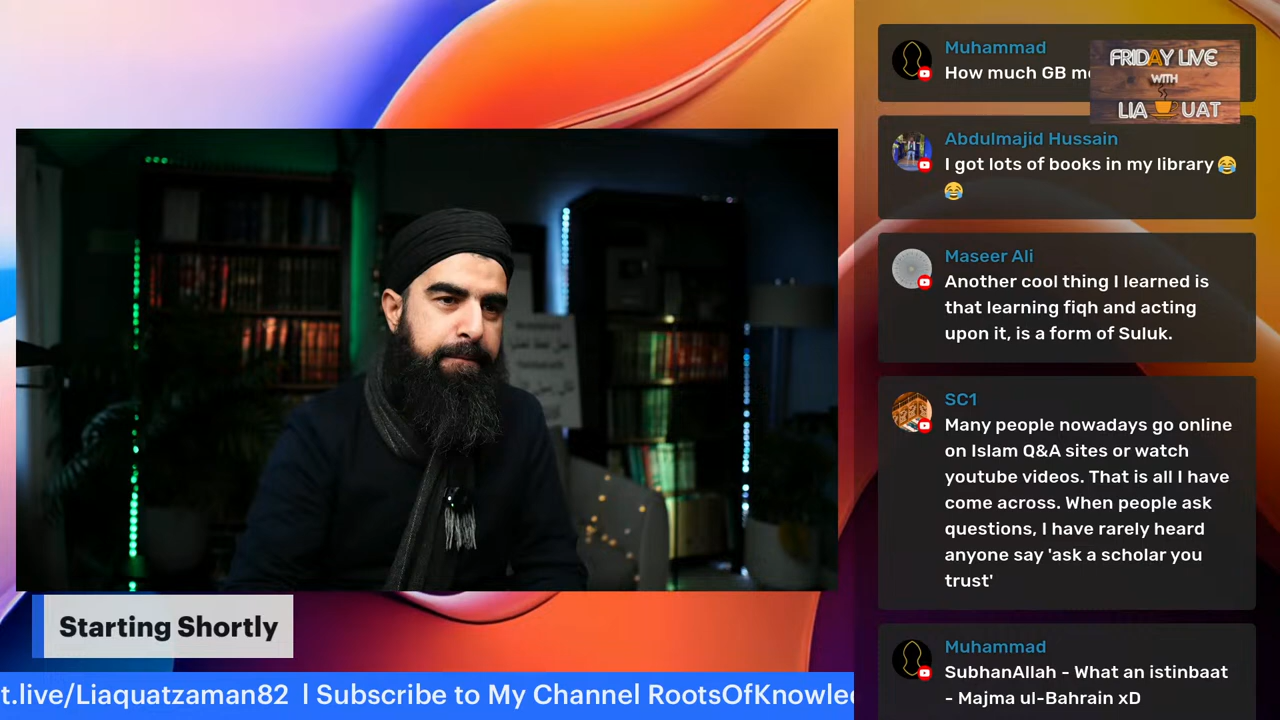 Muhammad
How much GB
FRIDAY LIVE
WITH
LIA UAT
Abdulmajid Hussain
I got lots of books in my library 😂
😂
Maseer Ali
Another cool thing I learned is
that learning fiqh and acting
upon it, is a form of Suluk.
SC1
Many people nowadays go online
on Islam Q&A sites or watch
youtube videos. That is all I have
come across. When people ask
questions, I have rarely heard
anyone say 'ask a scholar you
trust'
Muhammad
SubhanAllah - What an istinbaat
- Majma ul-Bahrain xD
Starting Shortly
t.live/Liaquatzaman82 | Subscribe to My Channel RootsOfKnowle